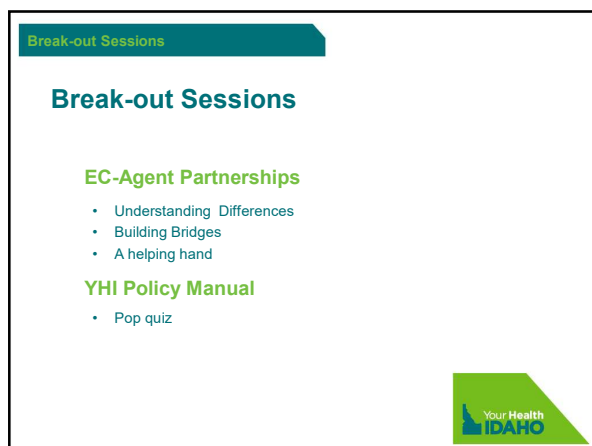 Break-out Sessions
Break-out Sessions
EC-Agent Partnerships
• Understanding Differences
• Building Bridges
• A helping hand
YHI Policy Manual
• Pop quiz
Your Health
IDAHO